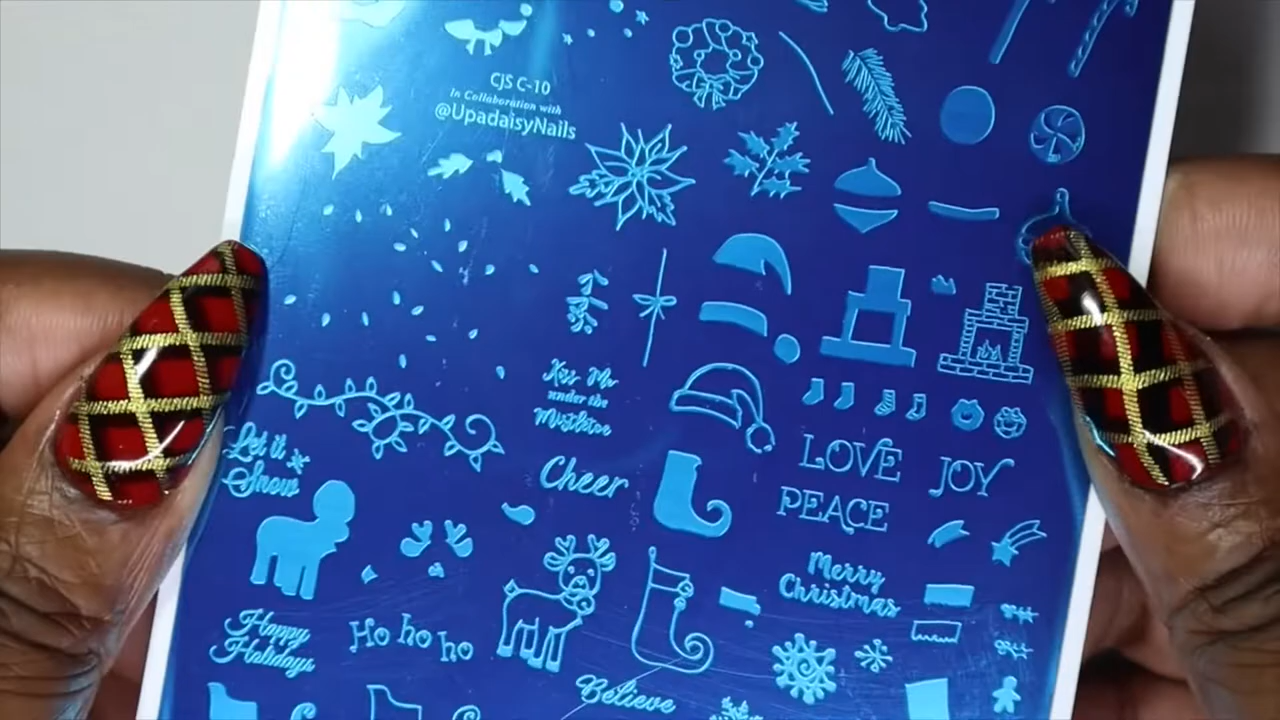 CJS C-10
In Collaboration with
@UpadaisyNails
Kiss Me
under the
Mistletoe
Let it
Snow
Cheer
LOVE
JOY
PEACE
Merry
Christmas
Happy
Holidays
Ho ho ho
Believe